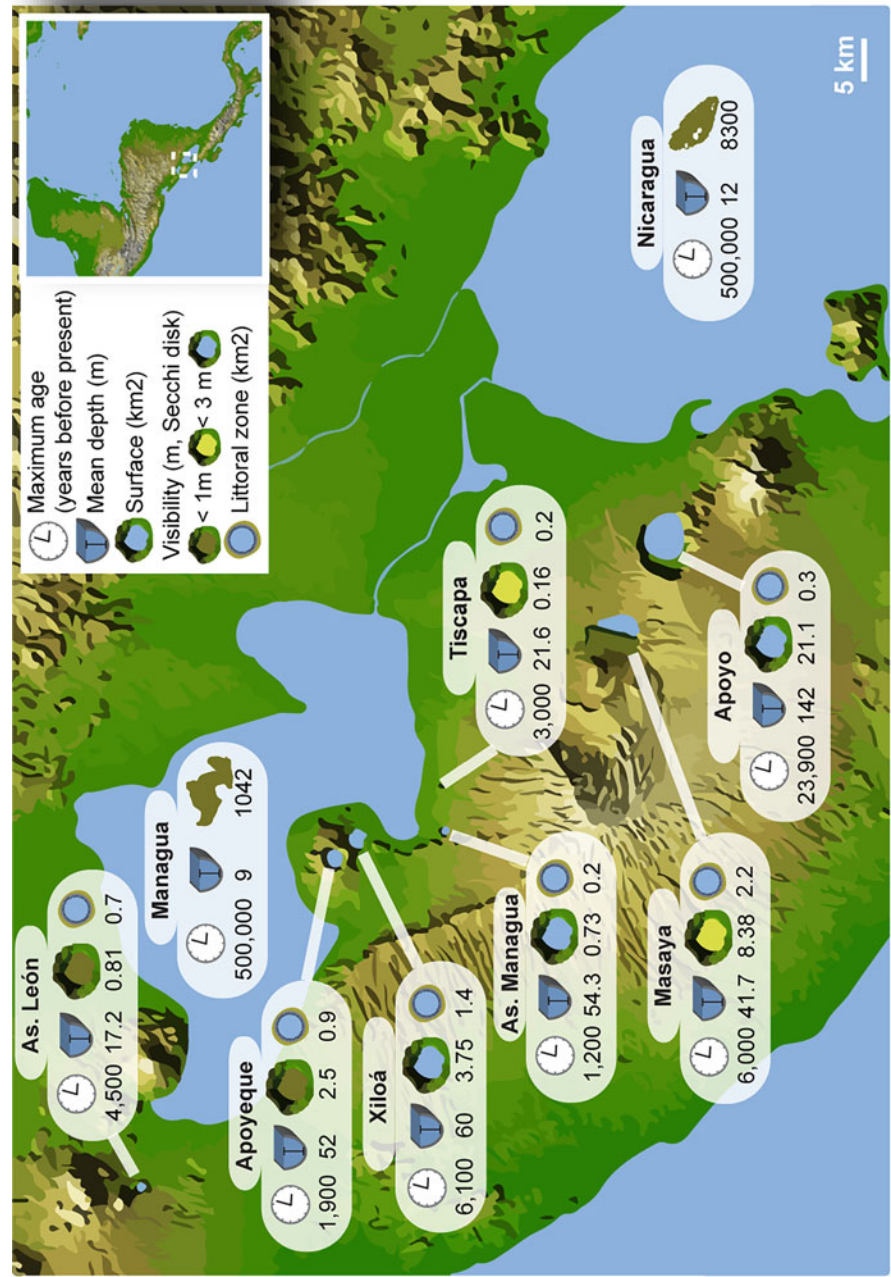 Maximum age
(years before present)
Mean depth (m)
Surface (km2)
Visibility (m, Secchi disk)
< 1m < 3 m
Littoral zone (km2)
As. León
4,500 17.2 0.81 0.7
Managua
500,000 9 1042
Apoyeque
1,900 52 2.5 0.9
Xiloá
6,100 60 3.75 1.4
As. Managua
1,200 54.3 0.73 0.2
Masaya
6,000 41.7 8.38 2.2
Tiscapa
3,000 21.6 0.16 0.2
Apoyo
23,900 142 21.1 0.3
Nicaragua
500,000 12 8300
5 km